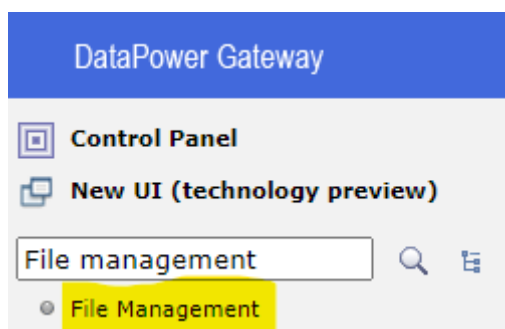 DataPower Gateway
Control Panel
New UI (technology preview)
File management
File Management